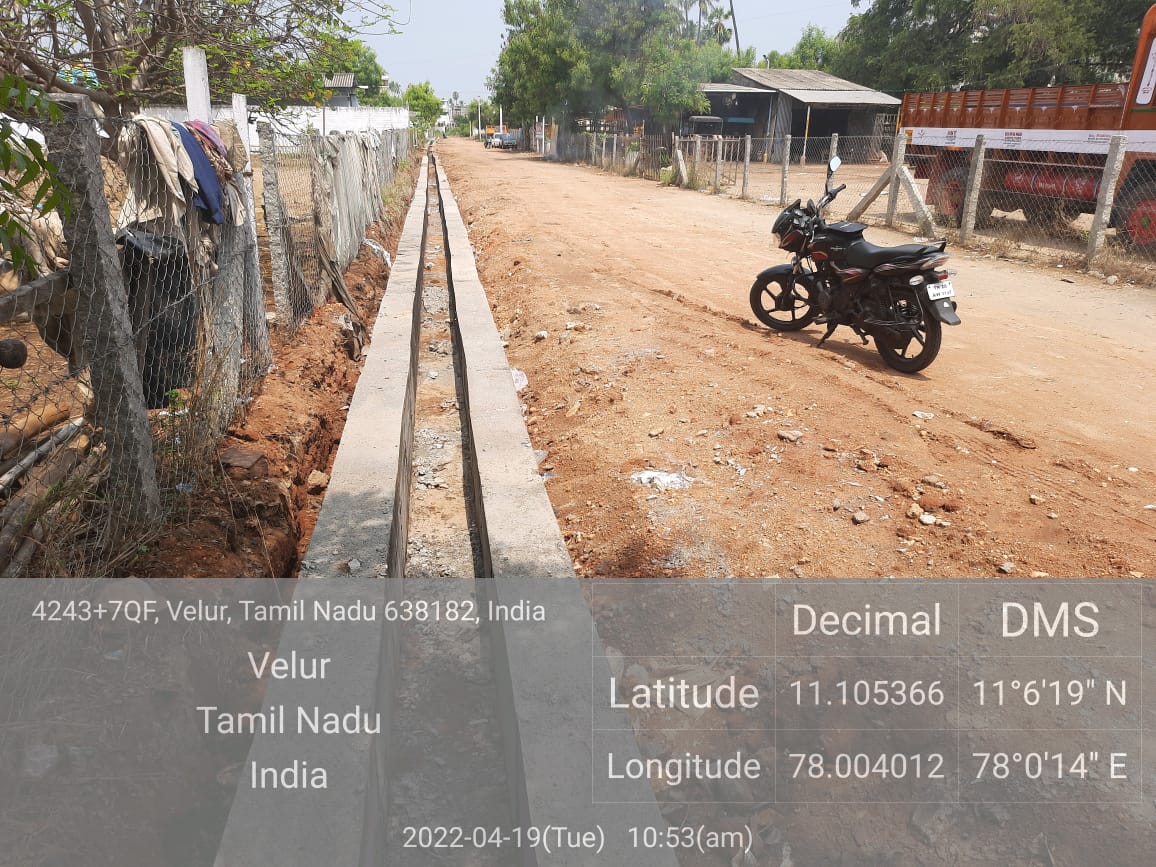 4243+7QF, Velur, Tamil Nadu 638182, India
Velur
Tamil Nadu
India
Decimal DMS
Latitude 11.105366 11°6'19" N
Longitude 78.004012 78°0'14" E
2022-04-19(Tue) 10:53(am)